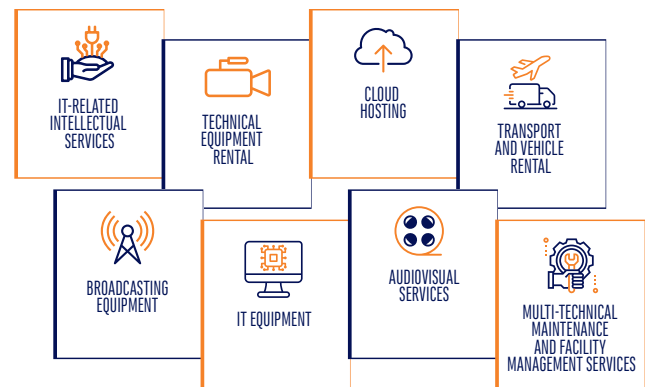 IT-RELATED
INTELLECTUAL
SERVICES
TECHNICAL
EQUIPMENT
RENTAL
CLOUD
HOSTING
TRANSPORT
AND VEHICLE
RENTAL
BROADCASTING
EQUIPMENT
IT EQUIPMENT
AUDIOVISUAL
SERVICES
MULTI-TECHNICAL
MAINTENANCE
AND FACILITY
MANAGEMENT SERVICES